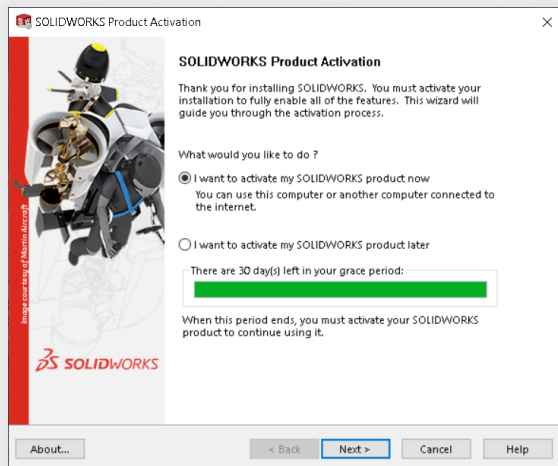 SOLIDWORKS Product Activation
SOLIDWORKS Product Activation
Thank you for installing SOLIDWORKS. You must activate your
installation to fully enable all of the features. This wizard will
guide you through the activation process.
What would you like to do ?
I want to activate my SOLIDWORKS product now
You can use this computer or another computer connected to
the internet.
I want to activate my SOLIDWORKS product later
There are 30 day(s) left in your grace period:
When this period ends, you must activate your SOLIDWORKS
product to continue using it.
Image courtesy of Martin Aircraft
SOLIDWORKS
About...
< Back
Next >
Cancel
Help